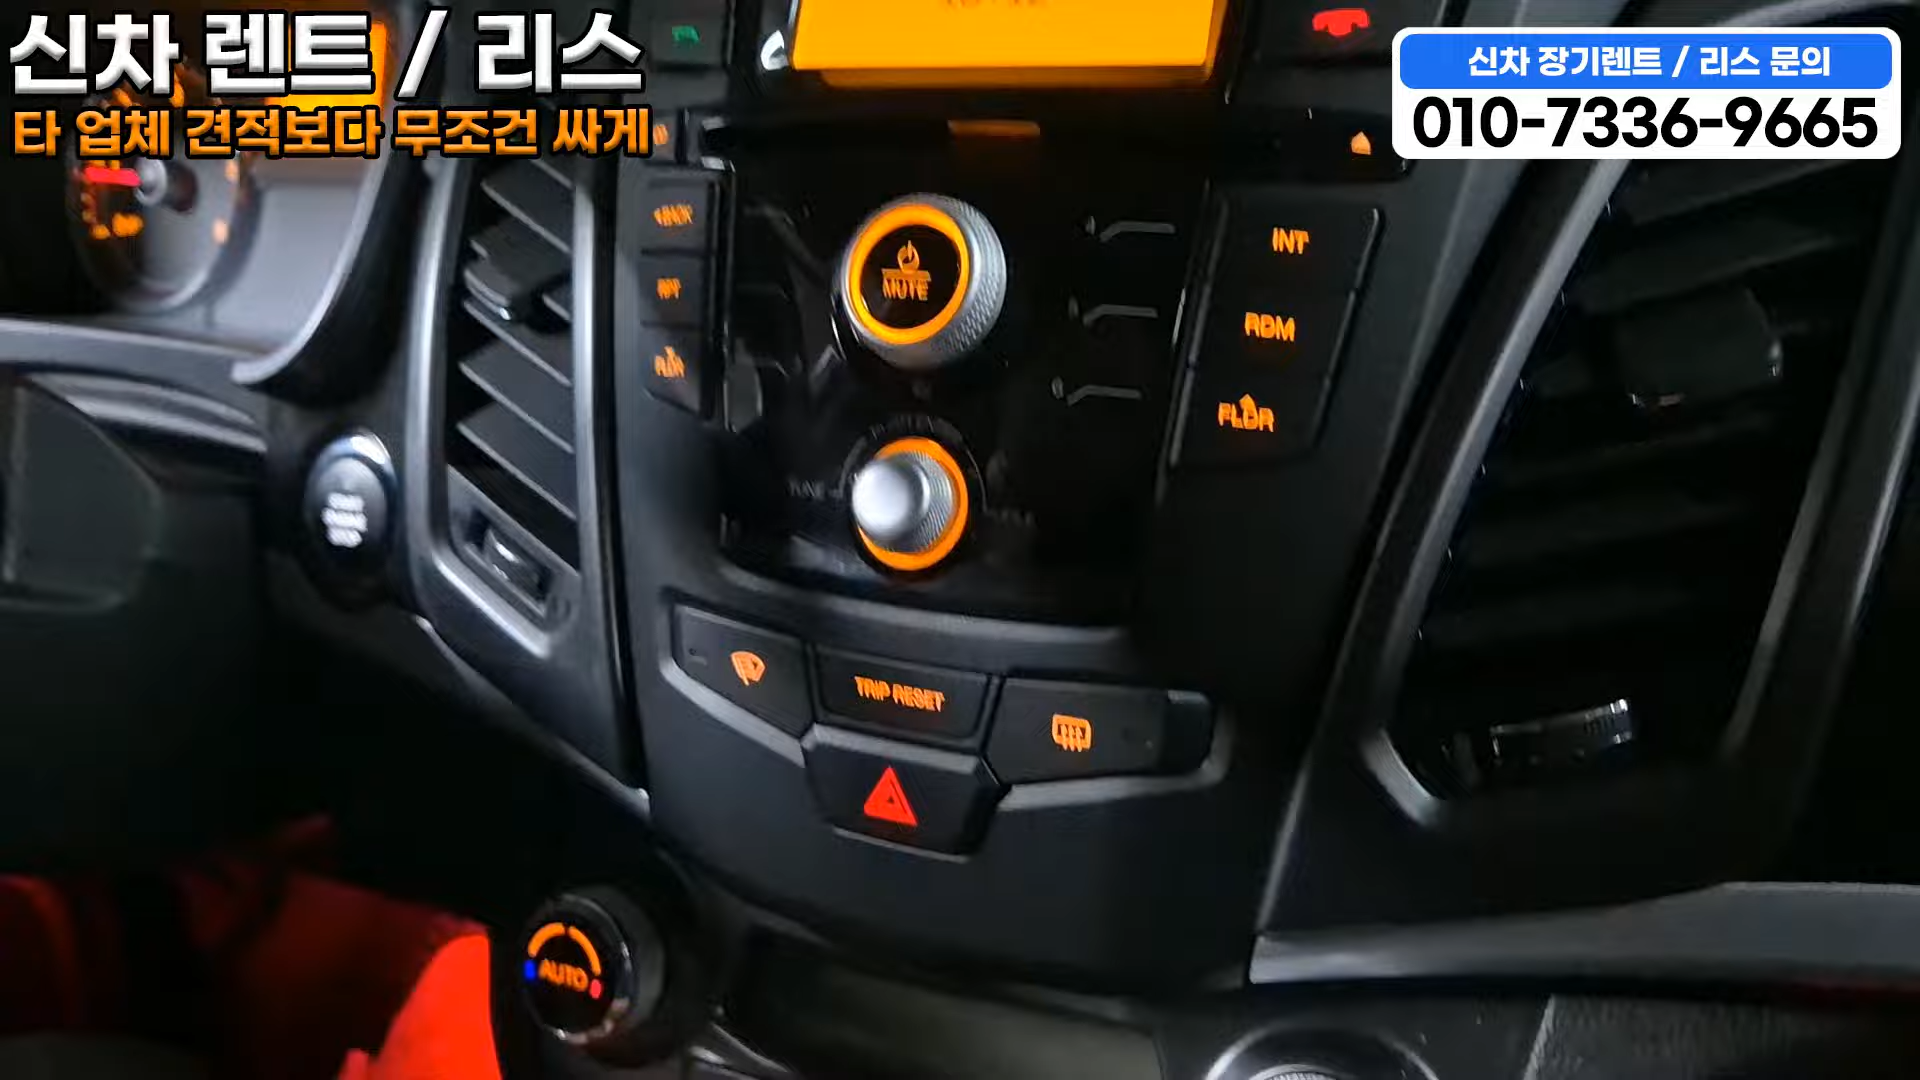 신차 렌트 / 리스
타 업체 견적보다 무조건 싸게
신차 장기렌트 / 리스 문의
010-7336-9665
MUTE
INT
RDM
FLDR
TUNE
TRIP RESET
AUTO